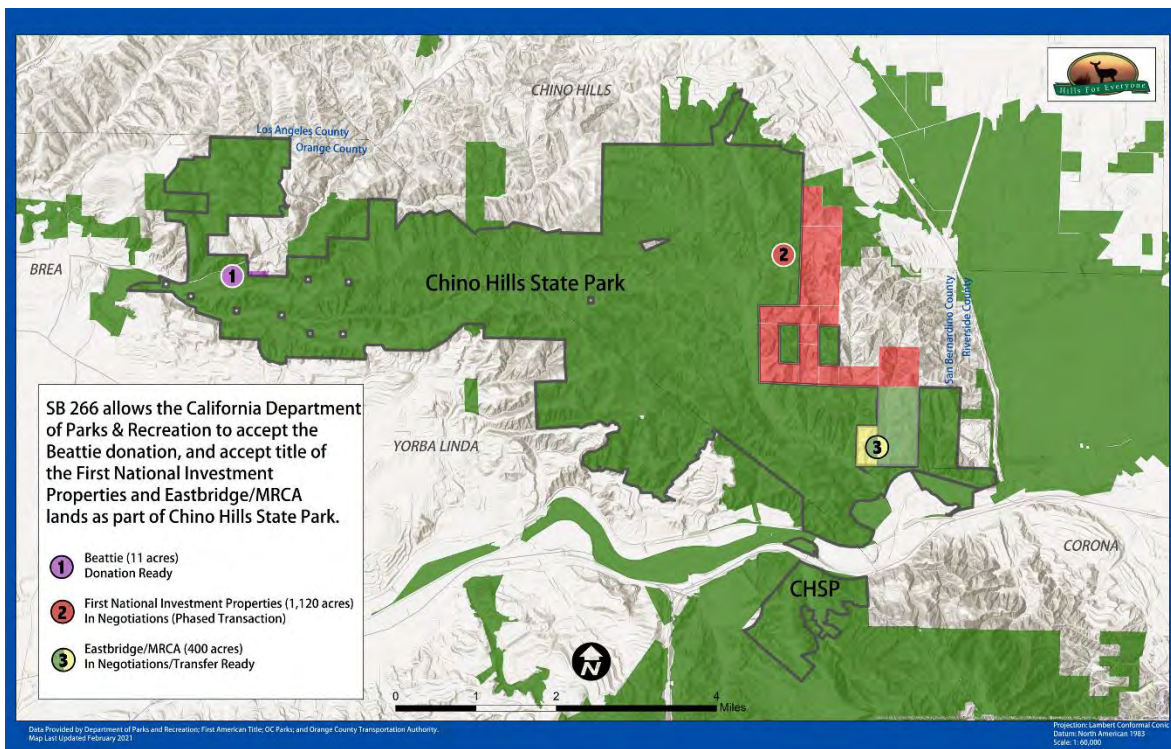 Hills For Everyone
CHINO HILLS
Los Angeles County
Orange County
BREA
1
2
Chino Hills State Park
San Bernardino County
Riverside County
SB 266 allows the California Department
of Parks & Recreation to accept the
Beattie donation, and accept title of
the First National Investment
Properties and Eastbridge/MRCA
lands as part of Chino Hills State Park.
YORBA LINDA
3
CORONA
CHSP
1 Beattie (11 acres)
Donation Ready
2 First National Investment Properties (1,120 acres)
In Negotiations (Phased Transaction)
3 Eastbridge/MRCA (400 acres)
In Negotiations/Transfer Ready
N
0 1 2 4
Miles
Data Provided by Department of Parks and Recreation; First American Title; OC Parks; and Orange County Transportation Authority.
Map Last Updated February 2021
Projection: Lambert Conformal Conic
Datum: North American 1983
Scale: 1: 60,000